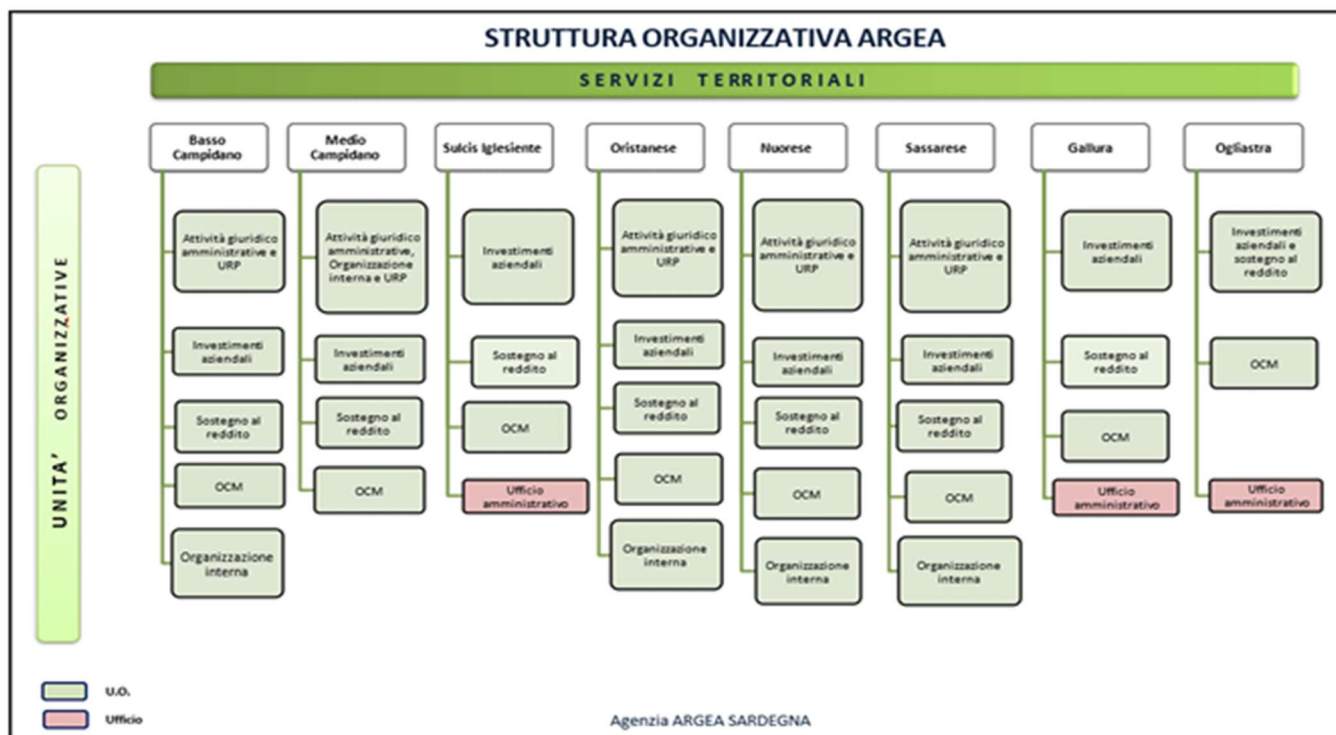 STRUTTURA ORGANIZZATIVA ARGEA
SERVIZI TERRITORIALI
UNITA' ORGANIZZATIVE
Basso
Campidano
Attività giuridico
amministrative e
URP
Investimenti
aziendali
Sostegno al
reddito
OCM
Organizzazione
interna
Medio
Campidano
Attività giuridico
amministrative,
Organizzazione
interna e URP
Investimenti
aziendali
Sostegno al
reddito
OCM
Sulcis Iglesiente
Investimenti
aziendali
Sostegno al
reddito
OCM
Ufficio
amministrativo
Oristanese
Attività giuridico
amministrative e
URP
Investimenti
aziendali
Sostegno al
reddito
OCM
Organizzazione
interna
Nuorese
Attività giuridico
amministrative e
URP
Investimenti
aziendali
Sostegno al
reddito
OCM
Organizzazione
interna
Sassarese
Attività giuridico
amministrative e
URP
Investimenti
aziendali
Sostegno al
reddito
OCM
Organizzazione
interna
Gallura
Investimenti
aziendali
Sostegno al
reddito
OCM
Ufficio
amministrativo
Ogliastra
Investimenti
aziendali e
sostegno al
reddito
OCM
Ufficio
amministrativo
U.O.
Ufficio
Agenzia ARGEA SARDEGNA